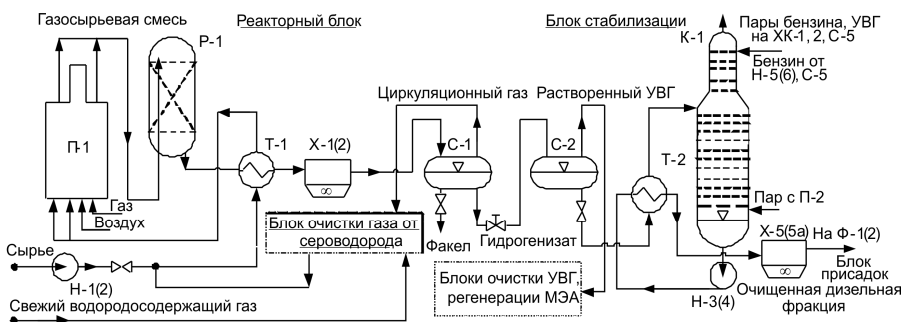 Газосырьевая смесь
Реакторный блок
Блок стабилизации
Р-1
К-1
Пары бензина, УВГ
на ХК-1, 2, С-5
Бензин от
Н-5(6), С-5
Циркуляционный газ
Растворенный УВГ
П-1
Т-1
Х-1(2)
С-1
С-2
Т-2
Газ
Воздух
Пар с П-2
Блок очистки газа от
сероводорода
Факел
Гидрогенизат
Х-5(5а)
На Ф-1(2)
Сырье
Н-1(2)
Блоки очистки УВГ,
регенерации МЭА
Н-3(4)
Блок
присадок
Очищенная дизельная
фракция
Свежий водородосодержащий газ